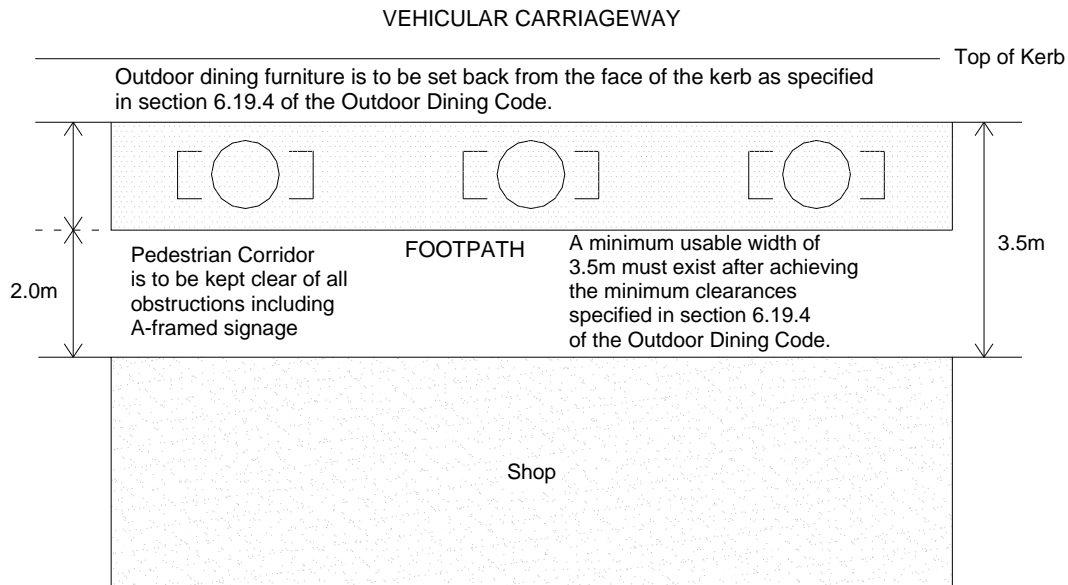 VEHICULAR CARRIAGEWAY
Top of Kerb
Outdoor dining furniture is to be set back from the face of the kerb as specified
in section 6.19.4 of the Outdoor Dining Code.
Pedestrian Corridor
is to be kept clear of all
obstructions including
A-framed signage
2.0m
FOOTPATH
A minimum usable width of
3.5m must exist after achieving
the minimum clearances
specified in section 6.19.4
of the Outdoor Dining Code.
3.5m
Shop